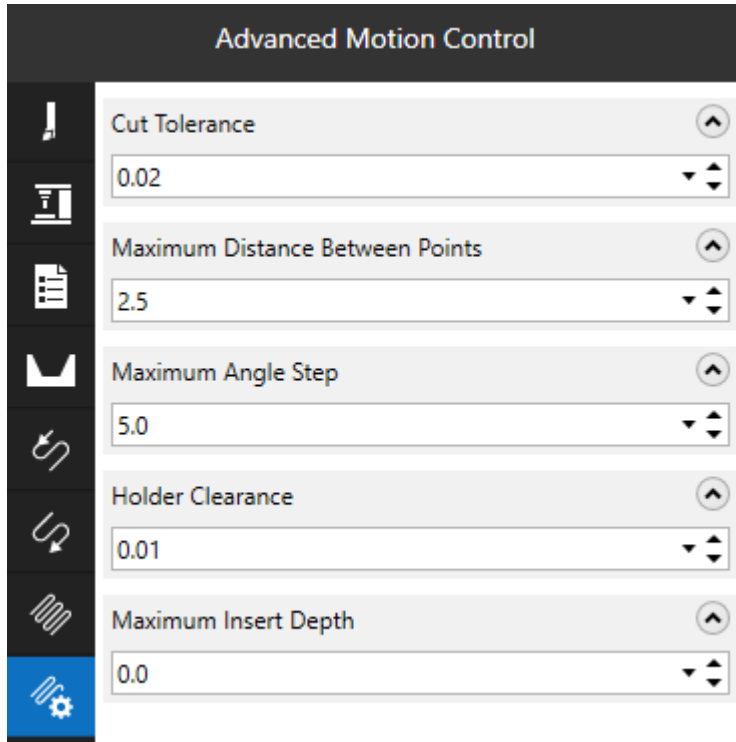 Advanced Motion Control
Cut Tolerance
0.02
Maximum Distance Between Points
2.5
Maximum Angle Step
5.0
Holder Clearance
0.01
Maximum Insert Depth
0.0